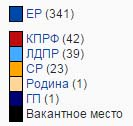 ЕР (341)
КПРФ (42)
ЛДПР (39)
СР (23)
Родина (1)
ГП (1)
Вакантное место